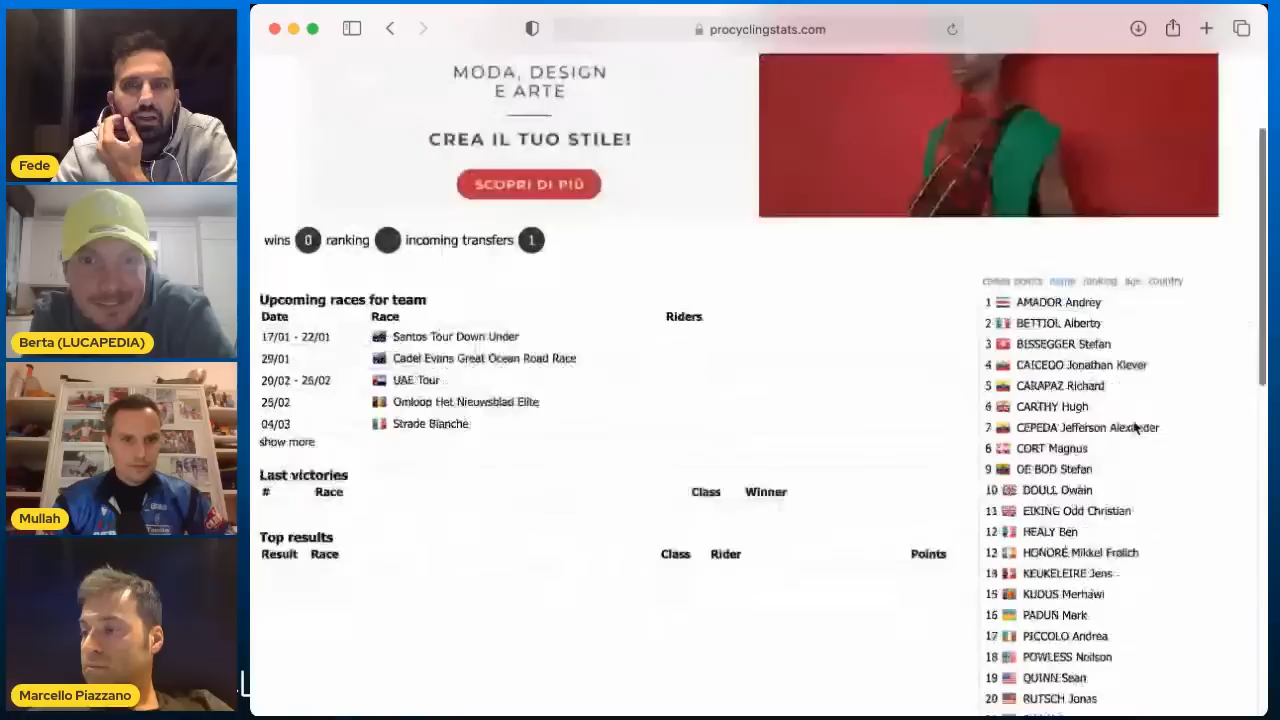 Fede
Berta (LUCAPEDIA)
Mullah
Marcello Piazzano
procyclingstats.com
MODA, DESIGN
E ARTE
CREA IL TUO STILE!
SCOPRI DI PIÙ
wins 0 ranking incoming transfers 1
Upcoming races for team
Date Race Riders
17/01 - 22/01 Santos Tour Down Under
29/01 Cadel Evans Great Ocean Road Race
20/02 - 26/02 UAE Tour
25/02 Omloop Het Nieuwsblad Elite
04/03 Strade Bianche
show more
Last victories
# Race Class Winner
Top results
Result Race Class Rider Points
points name ranking age country
1 AMADOR Andrey
2 BETTIOL Alberto
3 BISSEGGER Stefan
4 CAICEDO Jonathan Klever
5 CARAPAZ Richard
6 CARTHY Hugh
7 CEPEDA Jefferson Alexander
8 CORT Magnus
9 DE BOD Stefan
10 DOULL Owain
11 EIKING Odd Christian
12 HEALY Ben
HONORÉ Mikkel Frølich
KEUKELEIRE Jens
15 KUDUS Merhawi
16 PADUN Mark
17 PICCOLO Andrea
18 POWLESS Neilson
19 QUINN Sean
20 RUTSCH Jonas